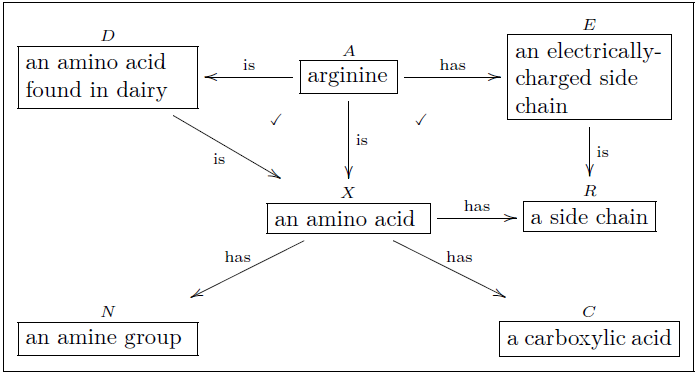 D
an amino acid
found in dairy
is
A
arginine
has
E
an electrically-
charged side
chain
✓
✓
is
is
is
X
an amino acid
has
R
a side chain
has
has
N
an amine group
C
a carboxylic acid